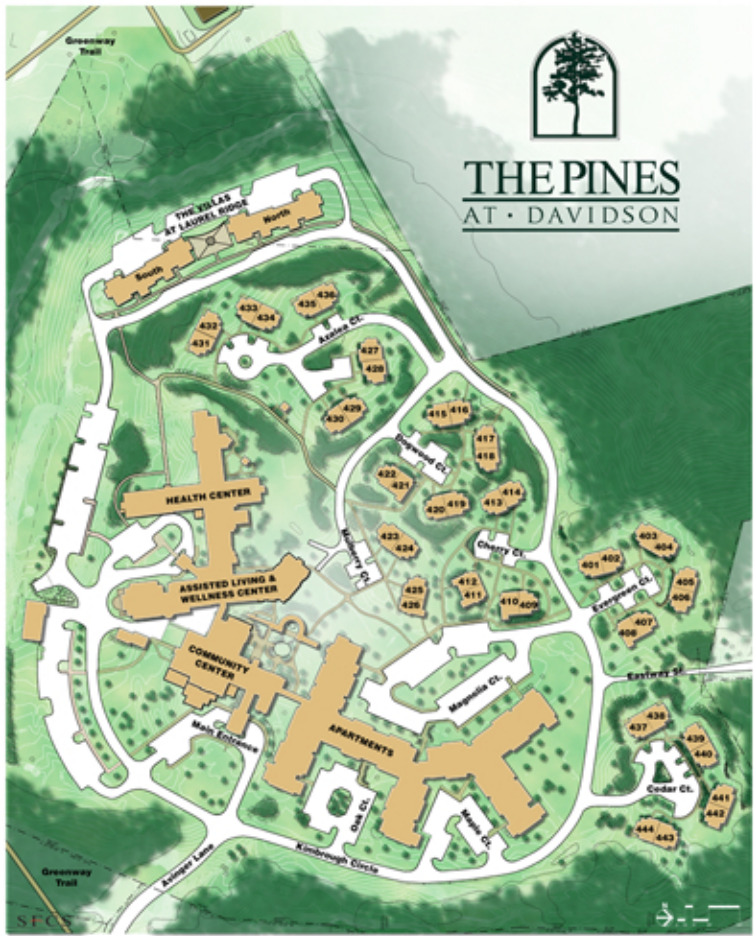 Greenway
Trail
THE PINES
AT · DAVIDSON
THE VILLAS
AT LAUREL RIDGE
North
South
436
435
433
434
432
431
Azalea Ct.
427
428
429
430
415 416
417
418
Dogwood Ct.
422
421
420 419
414
413
423
424
Mulberry Ct.
Cherry Ct.
425
426
412
411
410 409
403
404
401 402
405
406
Evergreen Ct.
407
408
HEALTH CENTER
ASSISTED LIVING &
WELLNESS CENTER
COMMUNITY
CENTER
Main Entrance
APARTMENTS
Magnolia Ct.
Eastway St.
438
437
439
440
Cedar Ct.
441
442
444
443
Oak Ct.
Maple Ct.
Kimbrough Circle
Avinger Lane
Greenway
Trail
SFCS
N